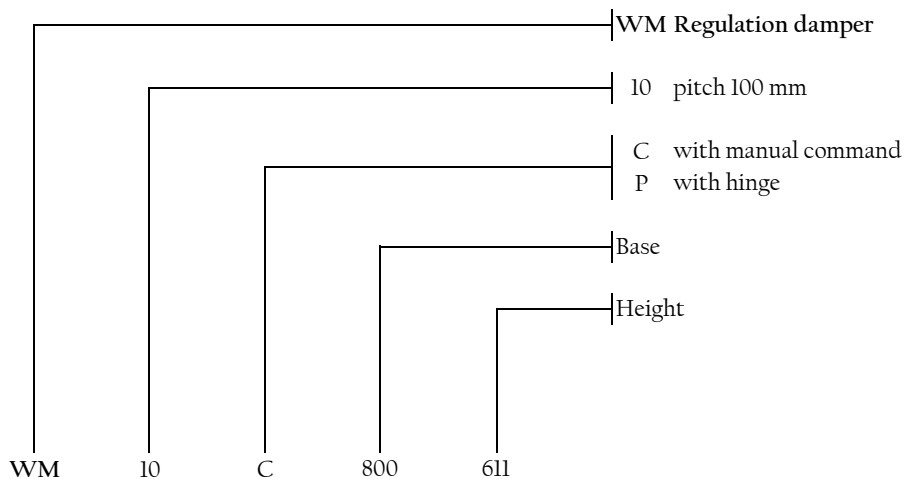 WM Regulation damper
10 pitch 100 mm
C with manual command
P with hinge
Base
Height
WM 10 C 800 611